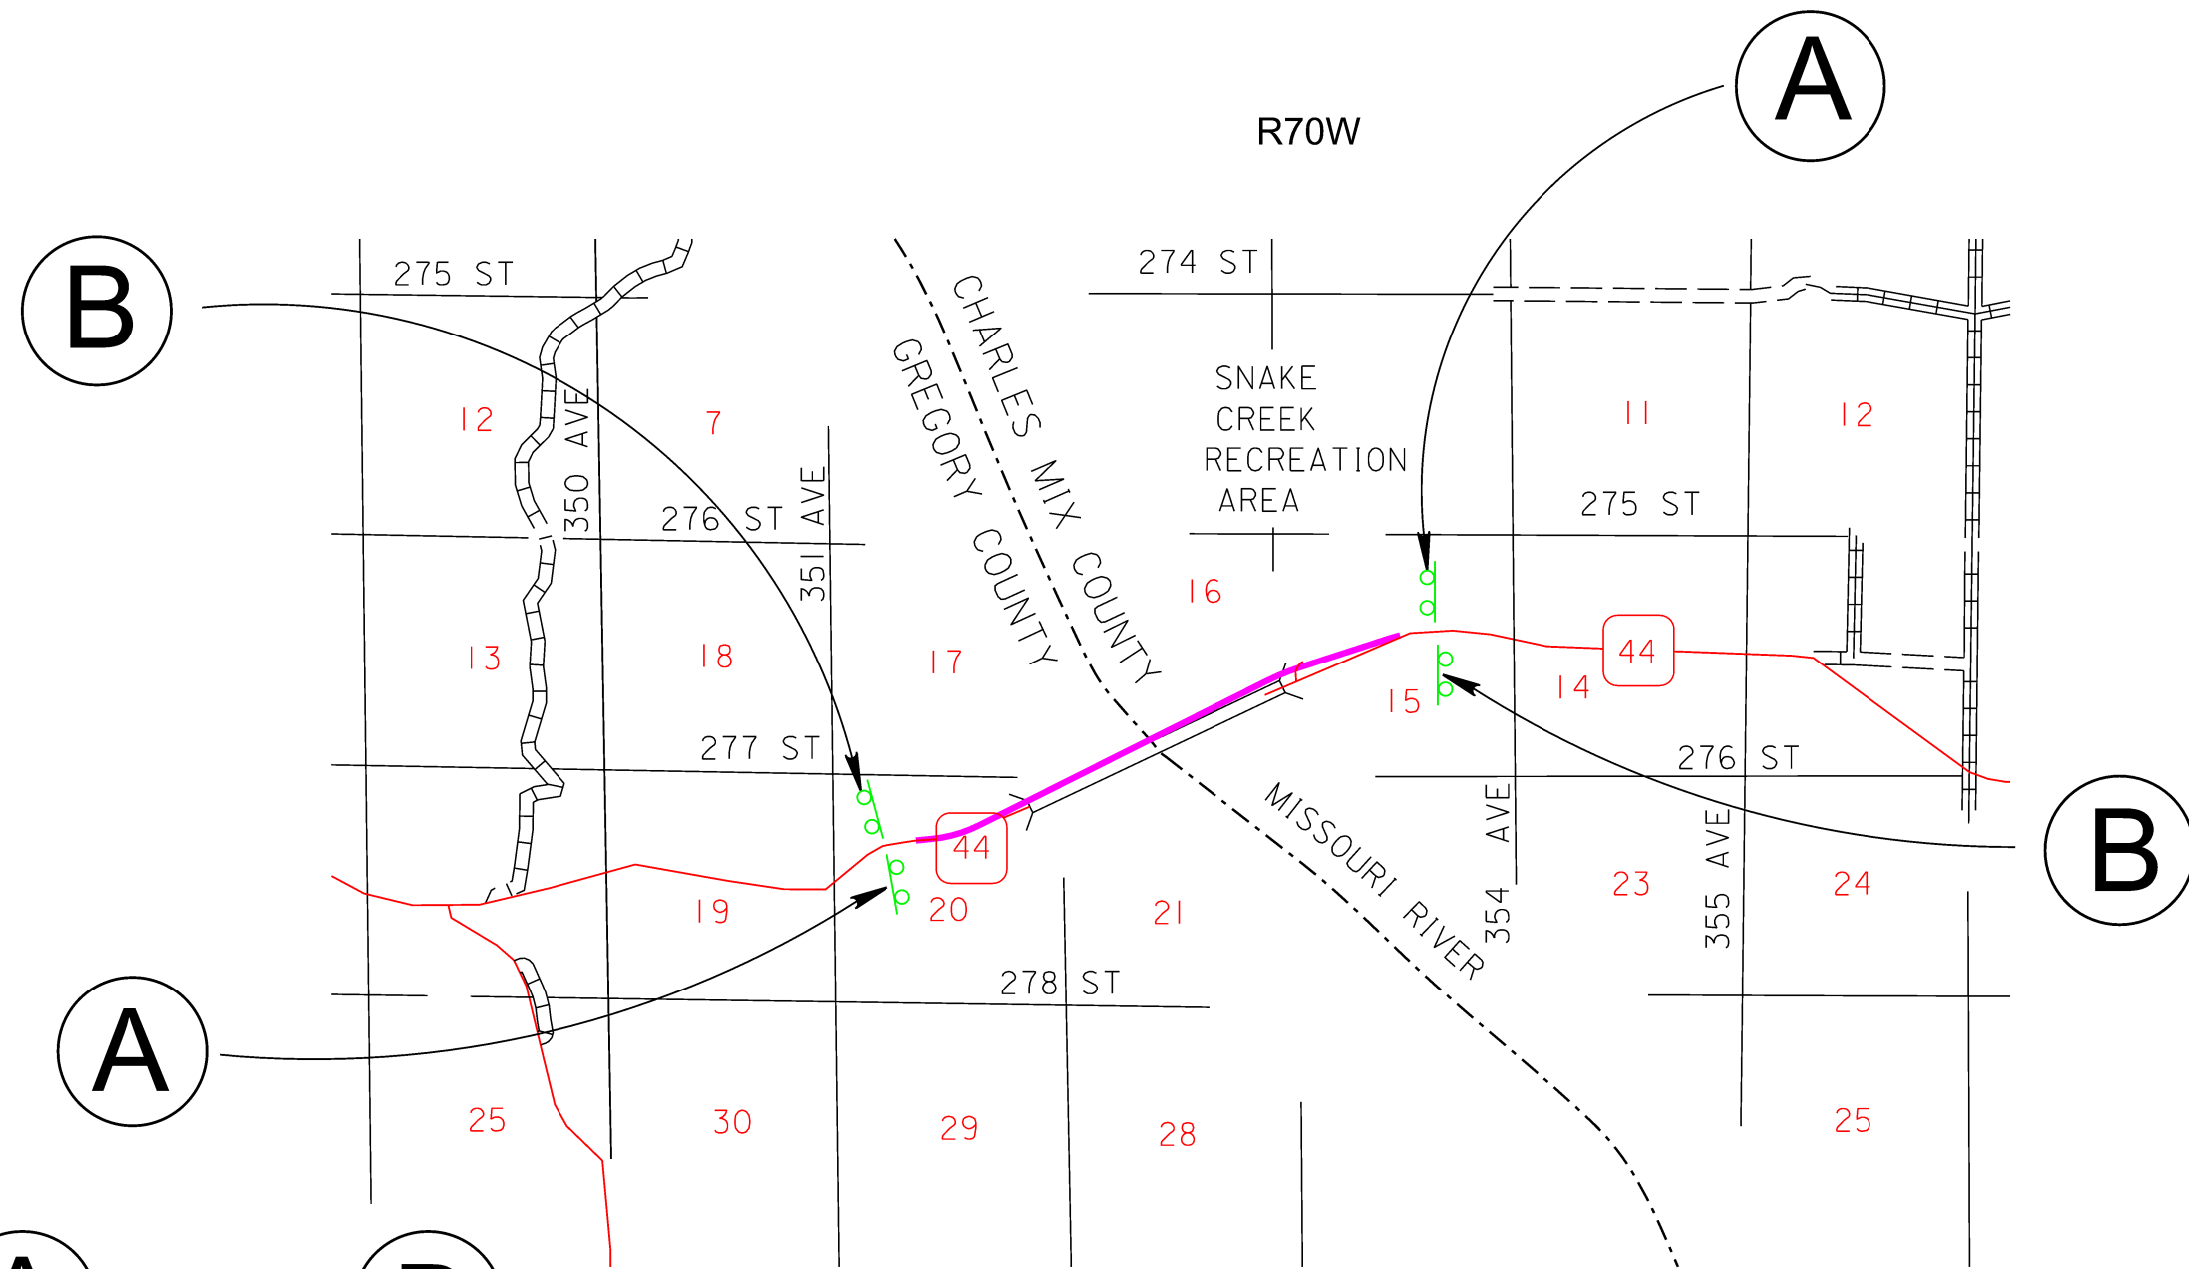 A
R70W
B
275 ST
274 ST
CHARLES MIX COUNTY
GREGORY COUNTY
SNAKE
CREEK
RECREATION
AREA
12
7
11
12
350 AVE
351 AVE
276 ST
275 ST
16
13
18
17
44
15
14
277 ST
276 ST
MISSOURI RIVER
44
354 AVE
355 AVE
B
19
20
21
23
24
278 ST
A
25
30
29
28
25